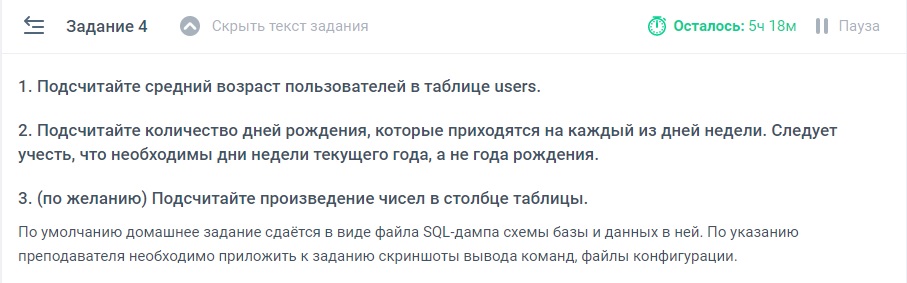 Задание 4 Скрыть текст задания Осталось: 5ч 18м Пауза
1. Подсчитайте средний возраст пользователей в таблице users.
2. Подсчитайте количество дней рождения, которые приходятся на каждый из дней недели. Следует
учесть, что необходимы дни недели текущего года, а не года рождения.
3. (по желанию) Подсчитайте произведение чисел в столбце таблицы.
По умолчанию домашнее задание сдаётся в виде файла SQL-дампа схемы базы и данных в ней. По указанию
преподавателя необходимо приложить к заданию скриншоты вывода команд, файлы конфигурации.